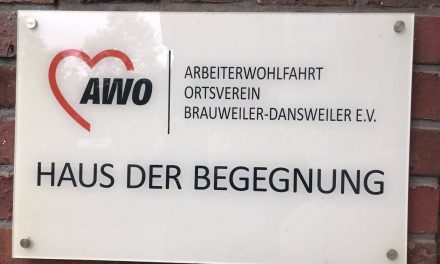 AWO
ARBEITERWOHLFAHRT
ORTSVEREIN
BRAUWEILER-DANSWEILER E.V.
HAUS DER BEGEGNUNG